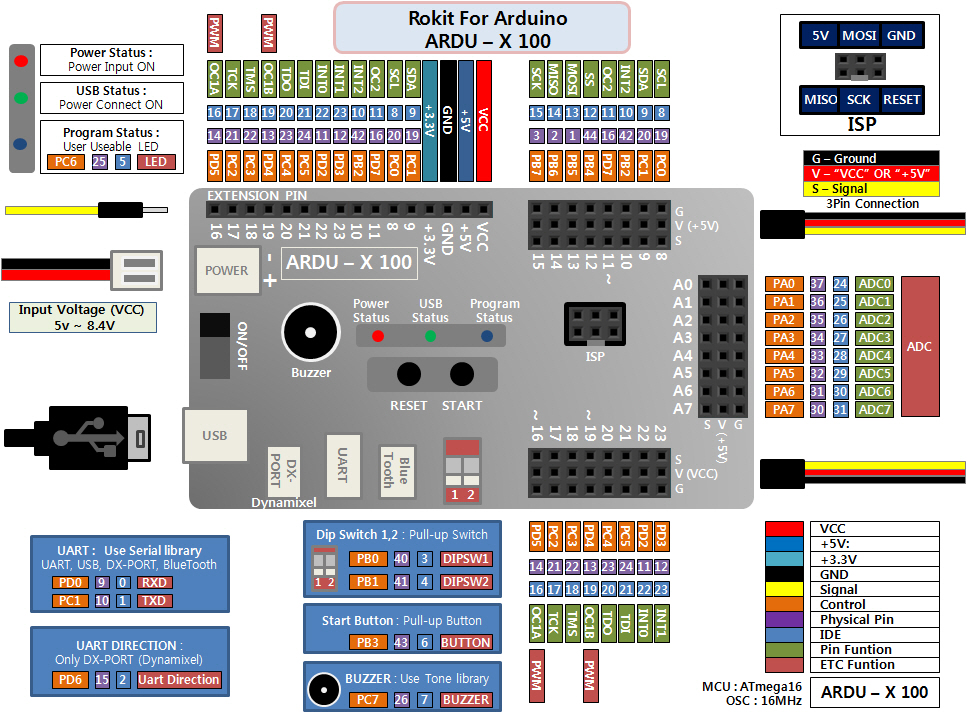 Rokit For Arduino
ARDU – X 100
Power Status :
Power Input ON
USB Status :
Power Connect ON
Program Status :
User Useable LED
PC6 25 5 LED
PWM PWM
OC1A TCK TMS OC1B TDO TDI INT0 INT1 INT2 OC2 SCL SDA +3.3V GND +5V VCC
16 17 18 19 20 21 22 23 10 11 8 9
14 21 22 13 23 24 11 12 42 16 20 19
PD5 PC2 PC3 PD4 PC4 PC5 PD2 PD3 PB2 PD7 PC0 PC1
SCK MISO MOSI SS OC2 INT2 SDA SCL
15 14 13 12 11 10 9 8
3 2 1 44 16 42 20 19
PB7 PB6 PB5 PB4 PD7 PB2 PC1 PC0
5V MOSI GND
MISO SCK RESET
ISP
G – Ground
V – "VCC" OR "+5V"
S – Signal
3Pin Connection
EXTENSION PIN
16 17 18 19 20 21 22 23 10 11 8 9 +3.3V GND +5V VCC
G
V (+5V)
S
15 14 13 12 11~ 10 9 8
POWER
-
+
ARDU – X 100
Input Voltage (VCC)
5v ~ 8.4V
ON/OFF
Buzzer
Power Status
USB Status
Program Status
RESET START
ISP
A0
A1
A2
A3
A4
A5
A6
A7
S V (+5V) G
PA0 37 24 ADC0
PA1 36 25 ADC1
PA2 35 26 ADC2
PA3 34 27 ADC3
PA4 33 28 ADC4
PA5 32 29 ADC5
PA6 31 30 ADC6
PA7 30 31 ADC7
ADC
USB
DX-PORT
Dynamixel
UART
Blue Tooth
1 2
~16 17 18 ~19 20 21 22 23
S
V (VCC)
G
UART : Use Serial library
UART, USB, DX-PORT, BlueTooth
PD0 9 0 RXD
PC1 10 1 TXD
UART DIRECTION :
Only DX-PORT (Dynamixel)
PD6 15 2 Uart Direction
Dip Switch 1,2 : Pull-up Switch
1 2
PB0 40 3 DIPSW1
PB1 41 4 DIPSW2
Start Button : Pull-up Button
PB3 43 6 BUTTON
BUZZER : Use Tone library
PC7 26 7 BUZZER
PD5 PC2 PC3 PD4 PC4 PC5 PD2 PD3
14 21 22 13 23 24 11 12
16 17 18 19 20 21 22 23
OC1A TCK TMS OC1B TDO TDI INT0 INT1
PWM PWM
VCC
+5V:
+3.3V
GND
Signal
Control
Physical Pin
IDE
Pin Funtion
ETC Funtion
MCU : ATmega16
OSC : 16MHz
ARDU – X 100